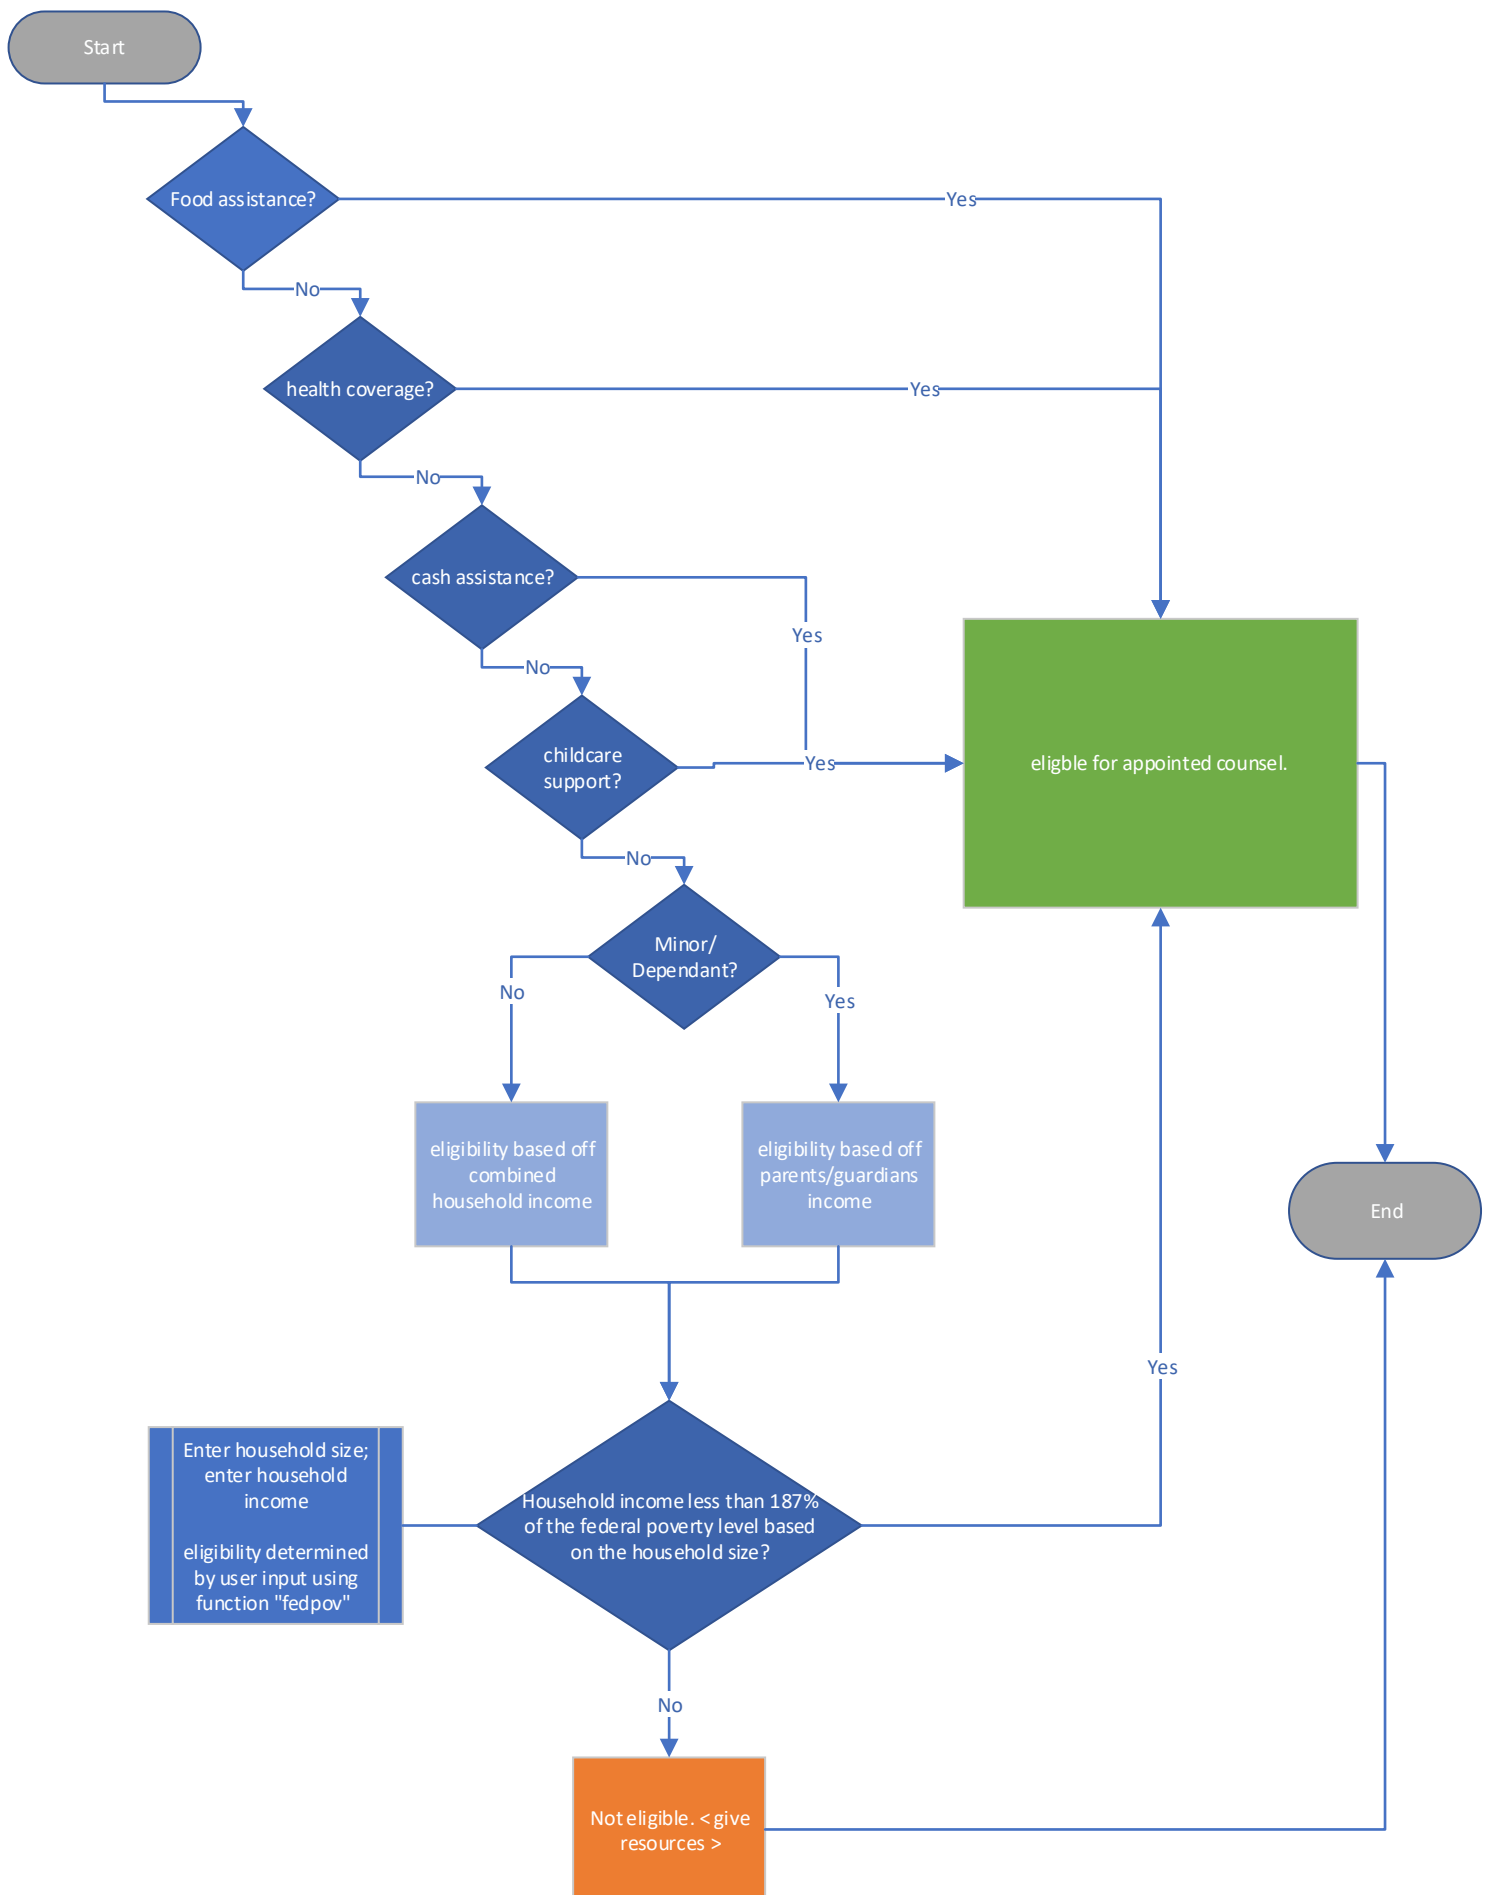 Start
Food assistance?
Yes
No
health coverage?
Yes
No
cash assistance?
Yes
No
childcare
support?
Yes
eligble for appointed counsel.
No
Minor/
Dependant?
No
Yes
eligibility based off
combined
household income
eligibility based off
parents/guardians
income
End
Yes
Enter household size;
enter household
income
eligibility determined
by user input using
function "fedpov"
Household income less than 187%
of the federal poverty level based
on the household size?
No
Not eligible. < give
resources >